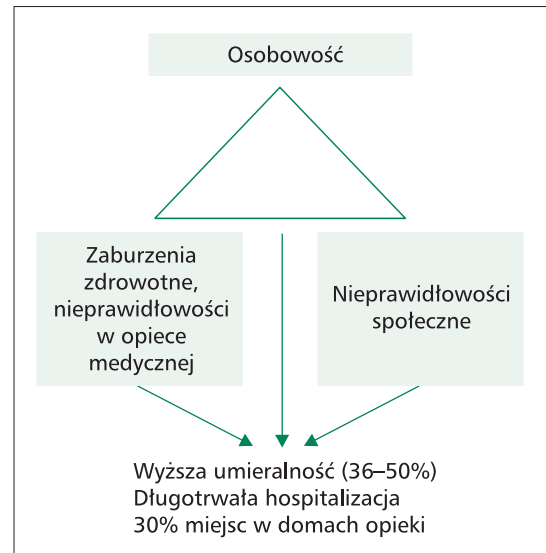 Osobowość
Zaburzenia
zdrowotne,
nieprawidłowości
w opiece
medycznej
Nieprawidłowości
społeczne
Wyższa umieralność (36–50%)
Długotrwała hospitalizacja
30% miejsc w domach opieki